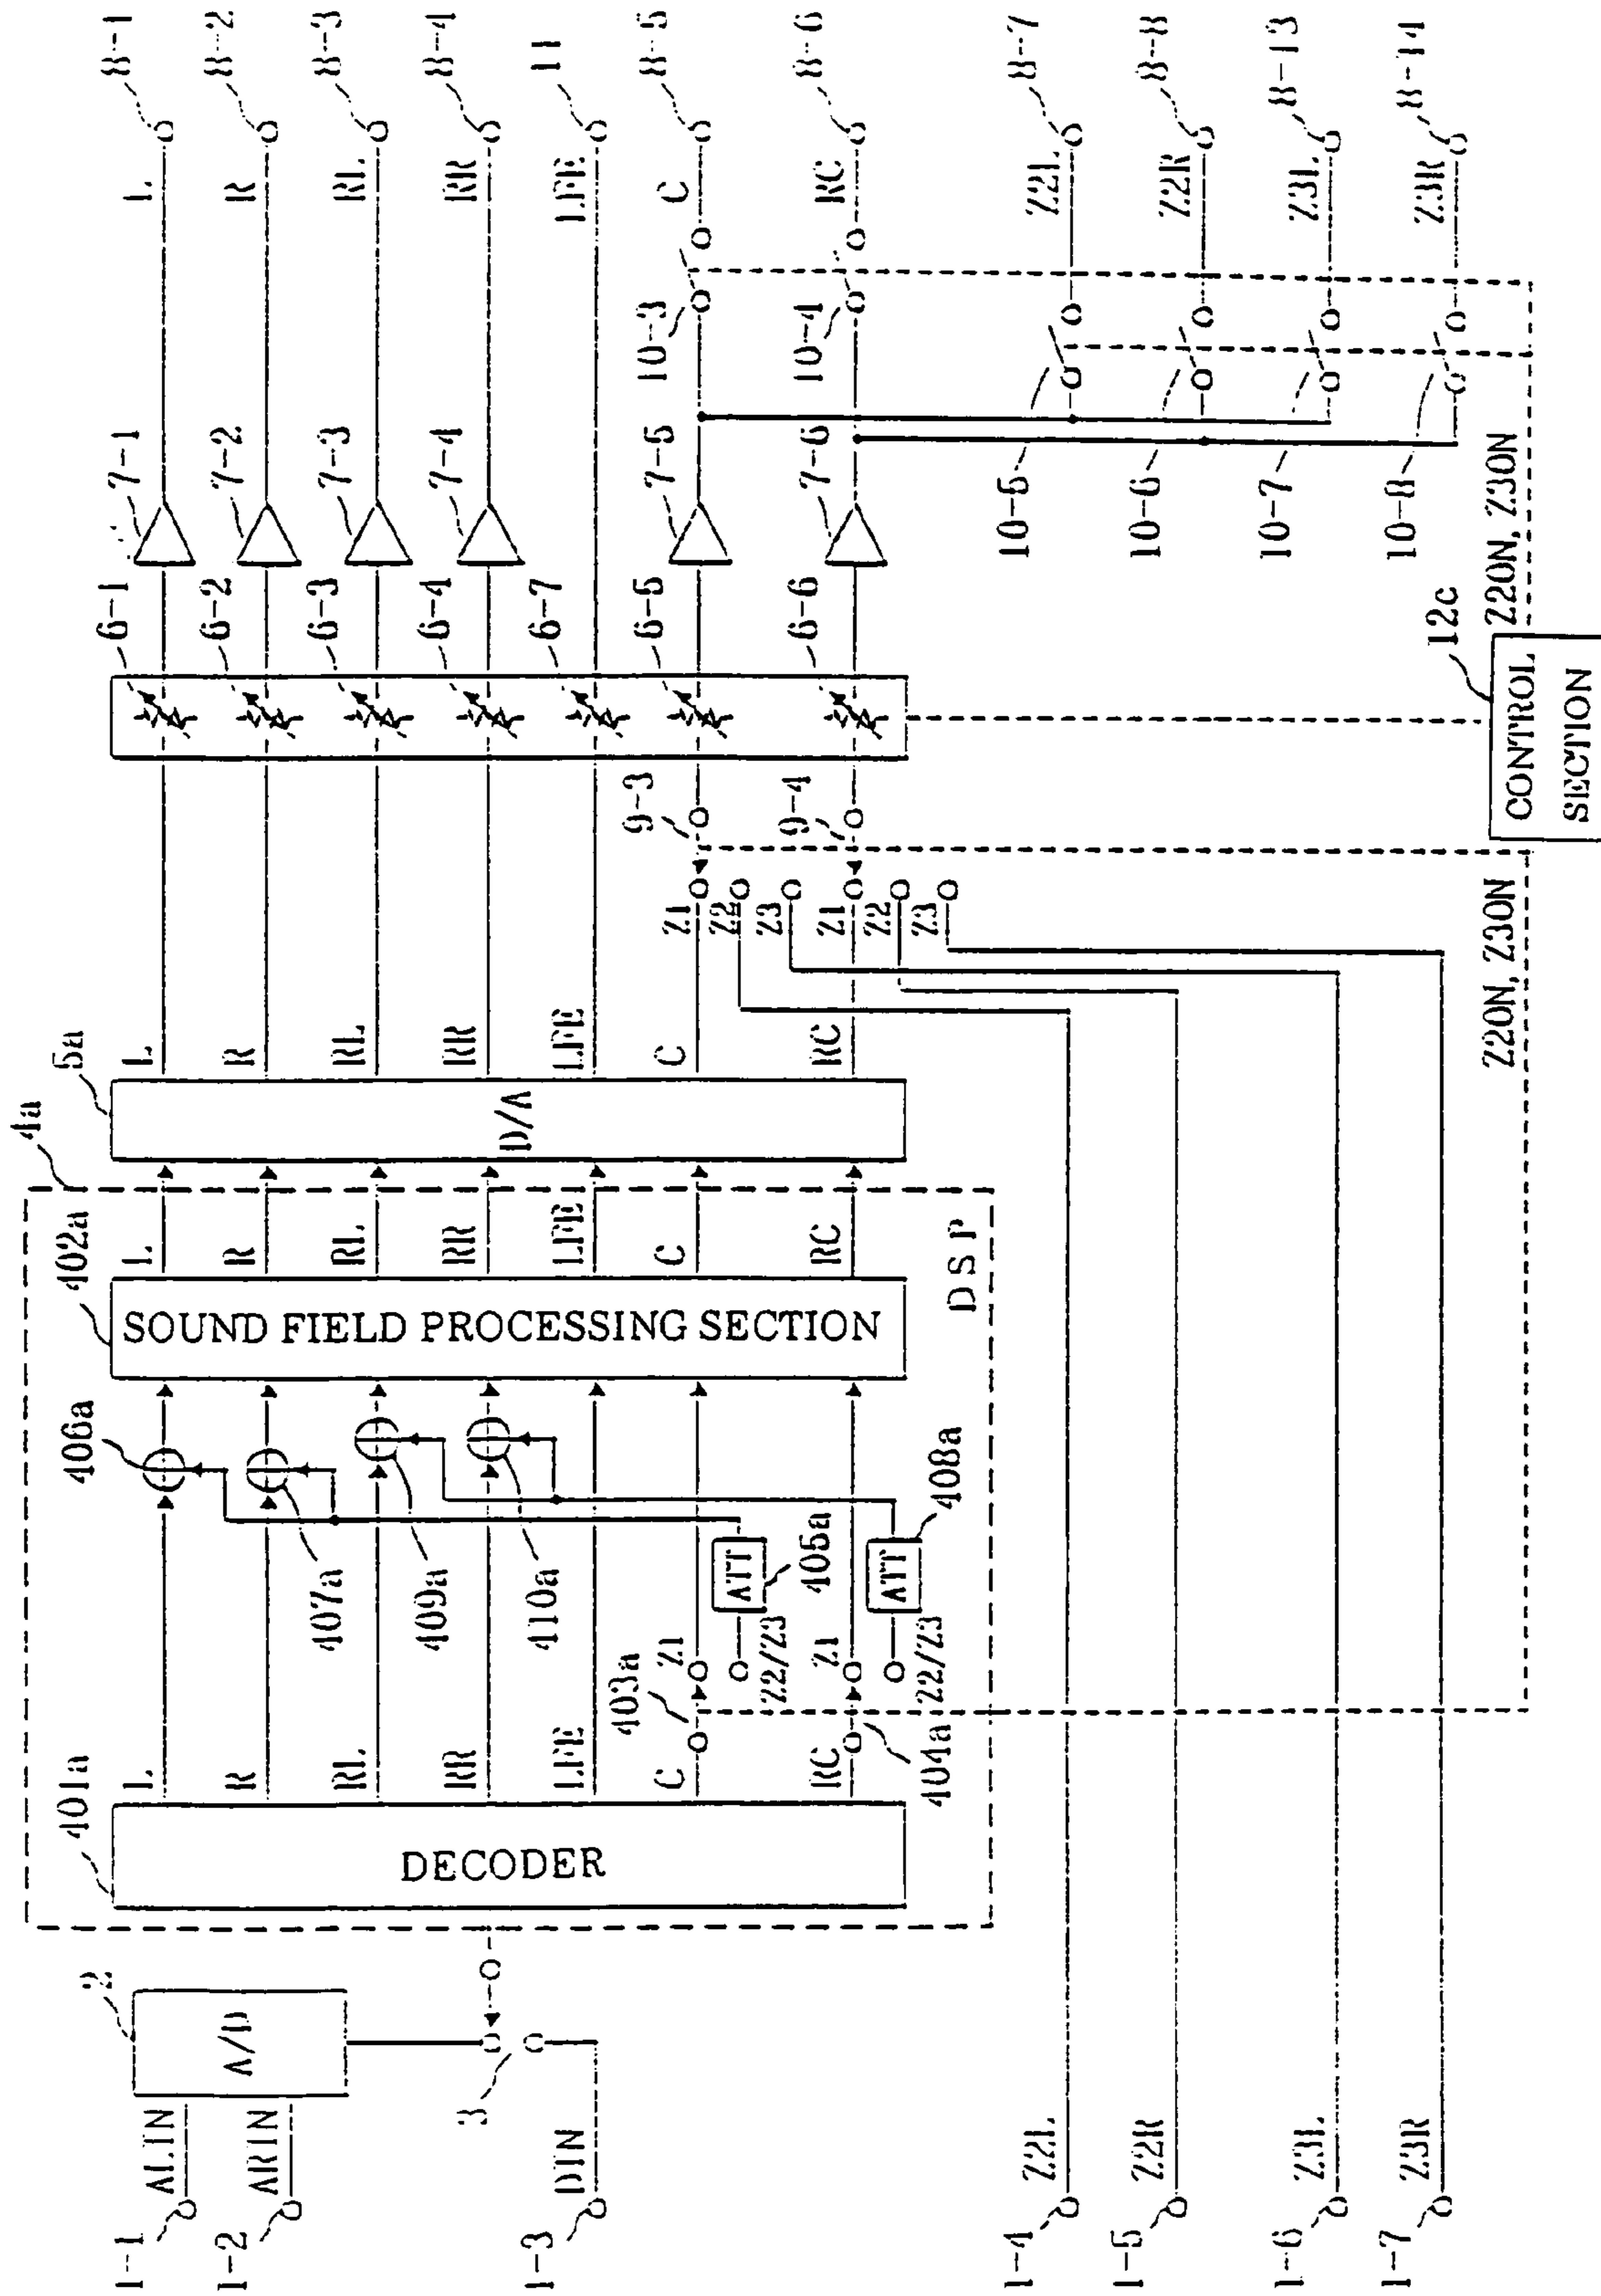 1-1
ALIN
1-2
ARIN
1-3
DIN
2
A/D
3
4a
401a
DECODER
L
R
RL
RR
LFE
C
RC
403a
Z1
Z2/Z3
404a
Z1
Z2/Z3
ATT
405a
ATT
408a
406a
407a
409a
410a
402a
SOUND FIELD PROCESSING SECTION
DSP
L
R
RL
RR
LFE
C
RC
5a
D/A
L
R
RL
RR
LFE
C
RC
Z1
Z2
Z3
Z1
Z2
Z3
9-3
9-4
6-1
6-2
6-3
6-4
6-7
6-5
6-6
7-1
7-2
7-3
7-4
7-5
7-6
10-3
10-4
10-5
10-6
10-7
10-8
L
8-1
R
8-2
RL
8-3
RR
8-4
LFE
11
C
8-5
RC
8-6
Z2L
8-7
Z2R
8-8
Z3L
8-13
Z3R
8-14
1-4
Z2L
1-5
Z2R
1-6
Z3L
1-7
Z3R
Z2ON, Z3ON
12c
CONTROL
SECTION
Z2ON, Z3ON